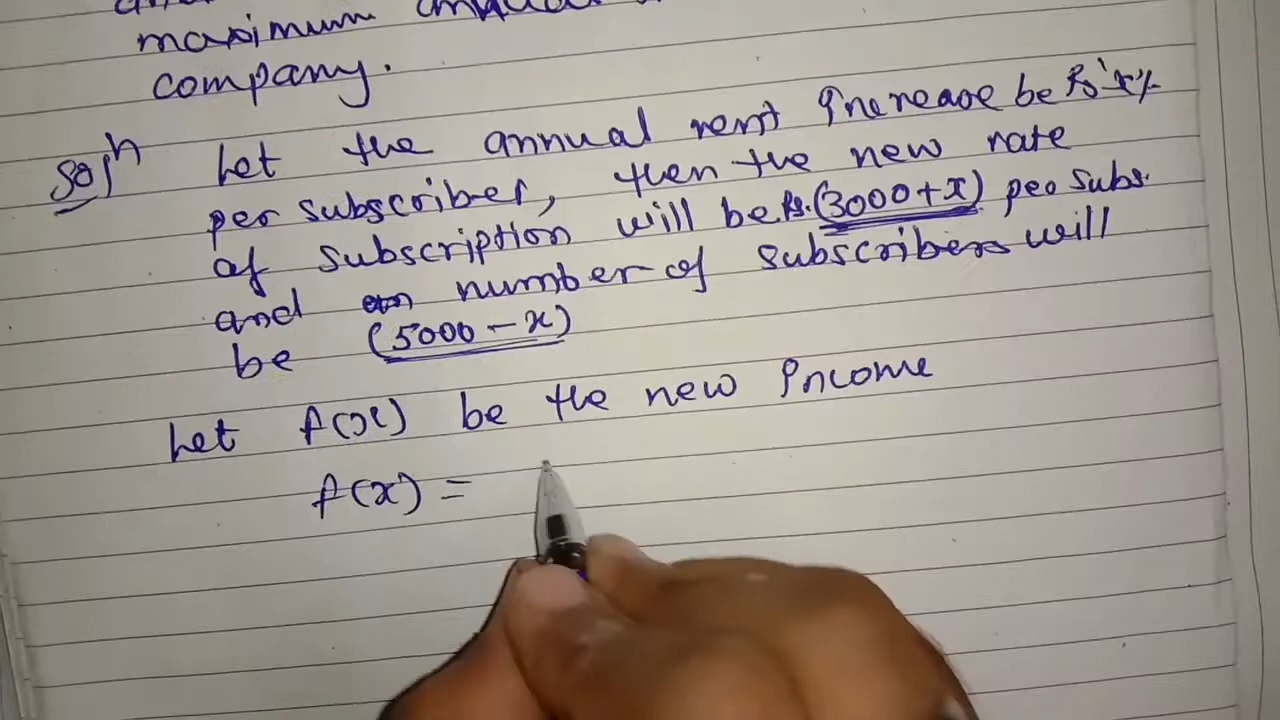 maximum
company.
Solⁿ Let the annual rent increase be Rs 'x'/-
per subscriber, then the new rate
of subscription will be Rs. (3000+x) per subs.
and number of subscribers will
be (5000-x)
Let f(x) be the new income
f(x) =